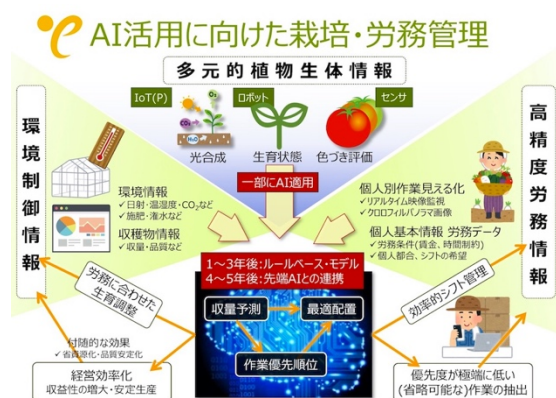 AI活用に向けた栽培・労務管理
多元的植物生体情報
IoT(P)
ロボット
センサ
O₂
CO₂
H₂O
光合成
生育状態
色づき評価
一部にAI適用
環境制御情報
環境情報
✓日射・温湿度・CO₂など
✓施肥・潅水など
収穫物情報
✓収量・品質など
高精度労務情報
個人別作業見える化
✓リアルタイム映像監視
✓クロロフィルパノラマ画像
個人基本情報 労務データ
✓労務条件(賃金、時間制約)
✓個人都合、シフトの希望
1～3年後:ルールベース・モデル
4～5年後:先端AIとの連携
収量予測
最適配置
作業優先順位
労務に合わせた
生育調整
効率的シフト管理
付随的な効果
✓省資源化・品質安定化
経営効率化
収益性の増大・安定生産
優先度が極端に低い
(省略可能な)作業の抽出